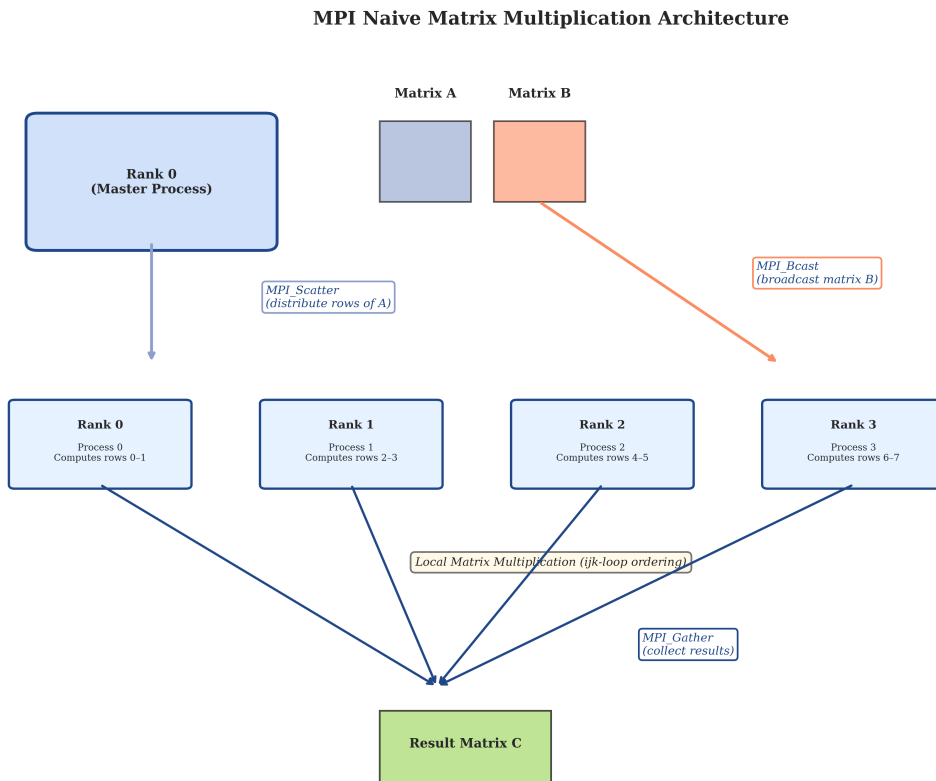 MPI Naive Matrix Multiplication Architecture
Matrix A
Matrix B
Rank 0
(Master Process)
MPI_Bcast
(broadcast matrix B)
MPI_Scatter
(distribute rows of A)
Rank 0
Process 0
Computes rows 0–1
Rank 1
Process 1
Computes rows 2–3
Rank 2
Process 2
Computes rows 4–5
Rank 3
Process 3
Computes rows 6–7
Local Matrix Multiplication (ijk-loop ordering)
MPI_Gather
(collect results)
Result Matrix C